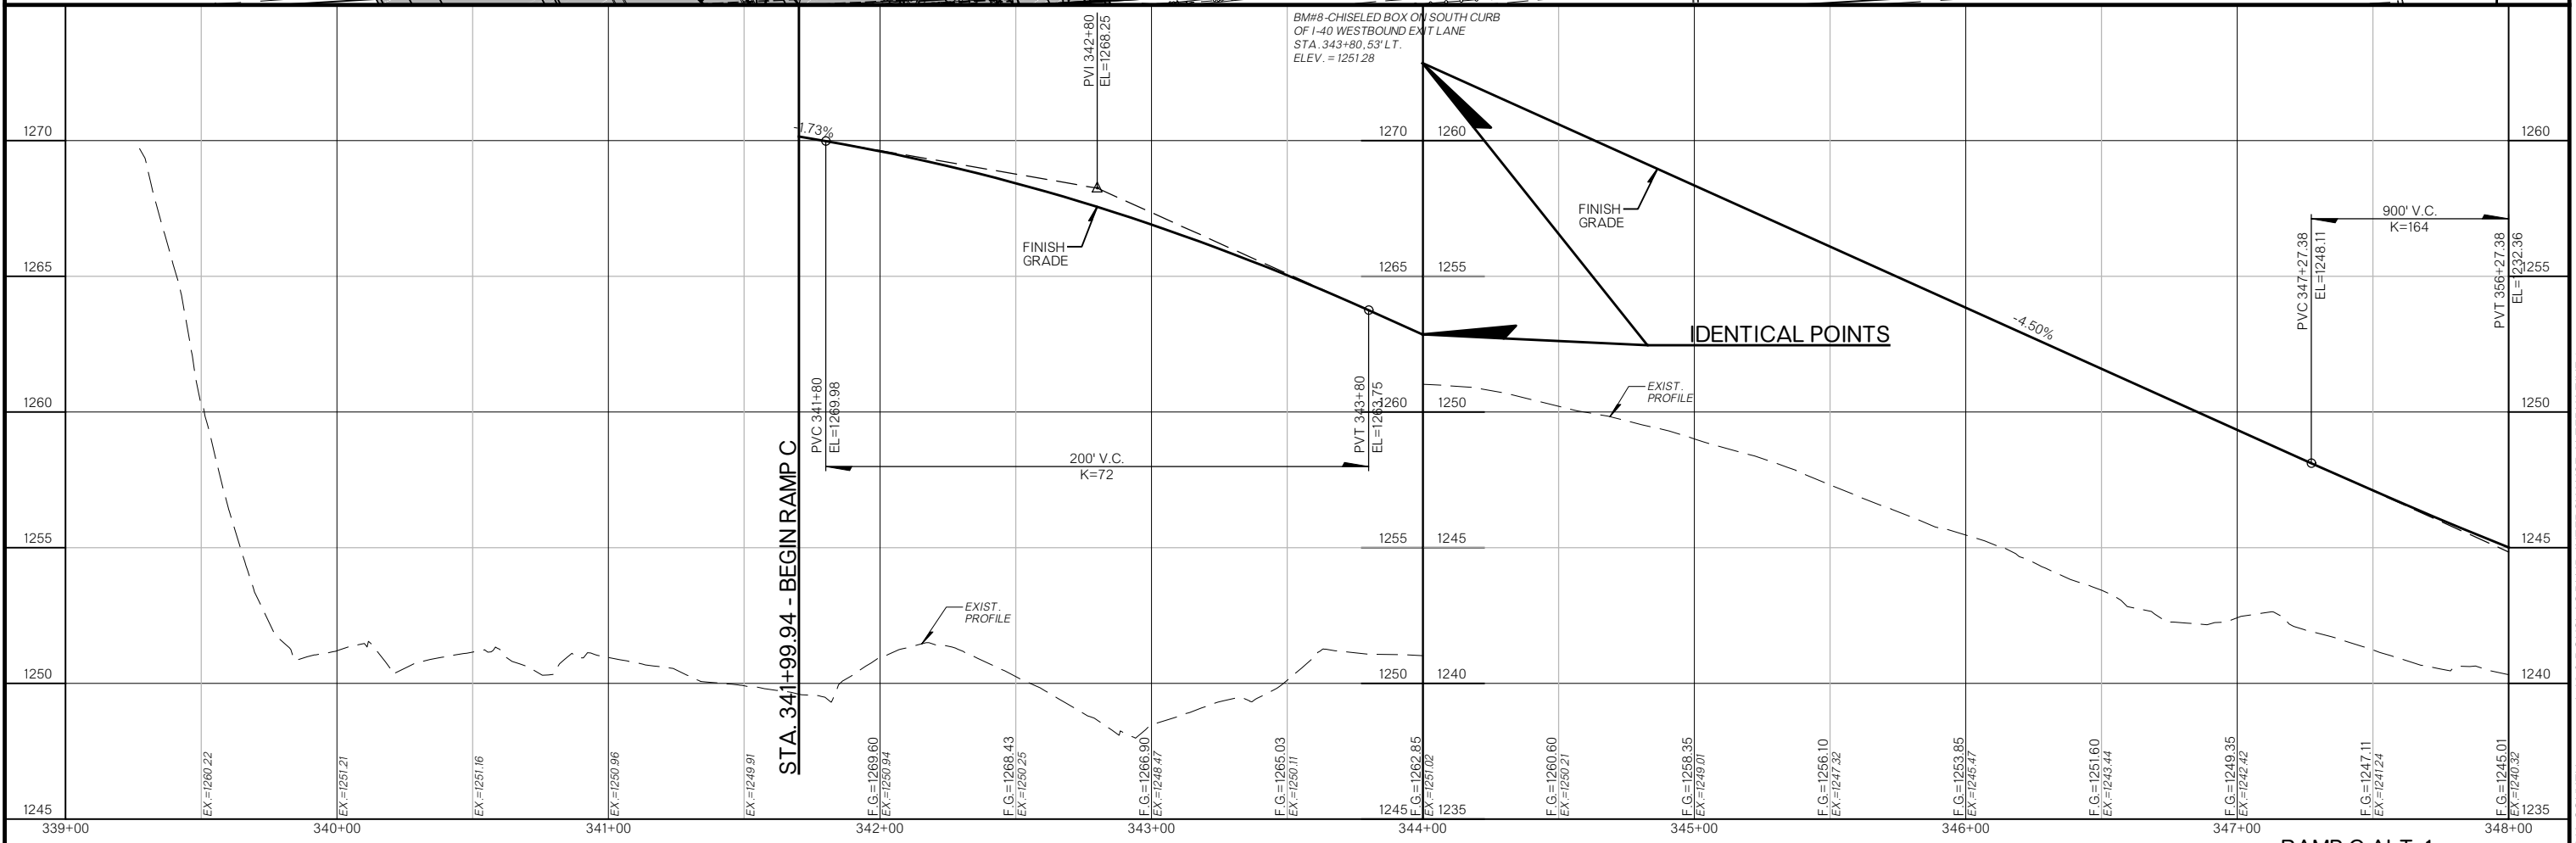 BM#8-CHISELED BOX ON SOUTH CURB
OF I-40 WESTBOUND EXIT LANE
STA. 343+80, 53' LT.
ELEV. = 1251.28
PVI 342+80
EL=1268.25
-1.73%
1270
1265
1260
1255
1250
1245
FINISH
GRADE
PVC 341+80
EL=1269.98
200' V.C.
K=72
PVT 343+80
EL=1263.75
STA. 341+99.94 - BEGIN RAMP C
EXIST.
PROFILE
1270 1260
1265 1255
1260 1250
1255 1245
1250 1240
1245 1235
FINISH
GRADE
IDENTICAL POINTS
EXIST.
PROFILE
-4.50%
900' V.C.
K=164
PVC 347+27.38
EL=1248.11
PVT 356+27.38
EL=1232.36
1260
1255
1250
1245
1240
1235
EX.=1260.22
EX.=1251.21
EX.=1251.16
EX.=1250.96
EX.=1249.91
F.G.=1269.60
EX.=1250.94
F.G.=1268.43
EX.=1250.25
F.G.=1266.90
EX.=1248.47
F.G.=1265.03
EX.=1250.11
F.G.=1262.85
EX.=1251.02
F.G.=1260.60
EX.=1250.21
F.G.=1258.35
EX.=1249.01
F.G.=1256.10
EX.=1247.32
F.G.=1253.85
EX.=1245.47
F.G.=1251.60
EX.=1243.44
F.G.=1249.35
EX.=1242.42
F.G.=1247.11
EX.=1241.24
F.G.=1245.01
EX.=1240.32
339+00 340+00 341+00 342+00 343+00 344+00 345+00 346+00 347+00 348+00